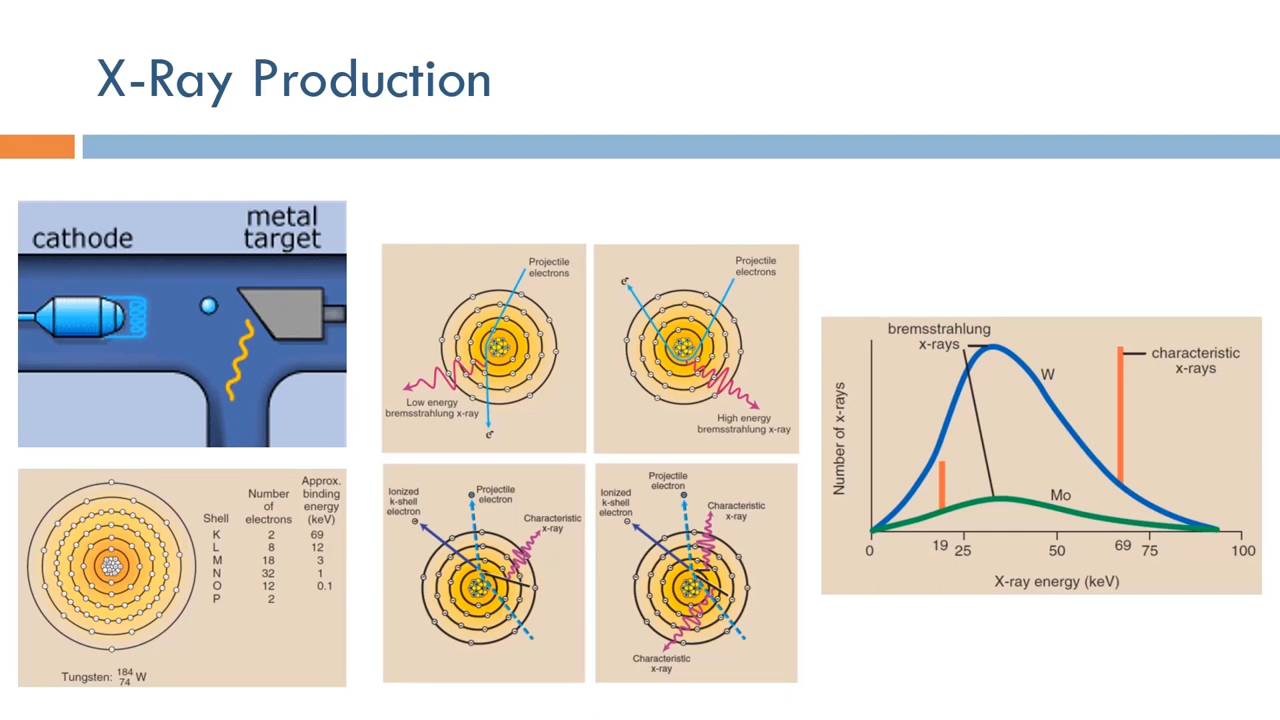 X-Ray Production
cathode
metal
target
Shell
Number
of
electrons
Approx.
binding
energy
(keV)
K 2 69
L 8 12
M 18 3
N 32 1
O 12 0.1
P 2
Tungsten: 184
74 W
Projectile
electrons
Low energy
bremsstrahlung x-ray
e-
Projectile
electrons
e-
High energy
bremsstrahlung x-ray
Ionized
k-shell
electron
Projectile
electron
Characteristic
x-ray
Ionized
k-shell
electron
Projectile
electron
Characteristic
x-ray
Characteristic
x-ray
bremsstrahlung
x-rays
characteristic
x-rays
W
Mo
Number of x-rays
0 19 25 50 69 75 100
X-ray energy (keV)